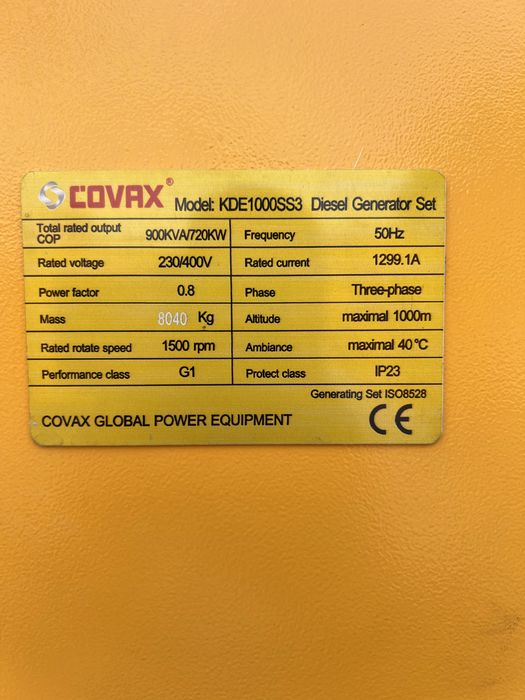 COVAX® Model: KDE1000SS3 Diesel Generator Set
Total rated output COP 900KVA/720KW Frequency 50Hz
Rated voltage 230/400V Rated current 1299.1A
Power factor 0.8 Phase Three-phase
Mass 8040 Kg Altitude maximal 1000m
Rated rotate speed 1500 rpm Ambiance maximal 40°C
Performance class G1 Protect class IP23
Generating Set ISO8528
COVAX GLOBAL POWER EQUIPMENT CE